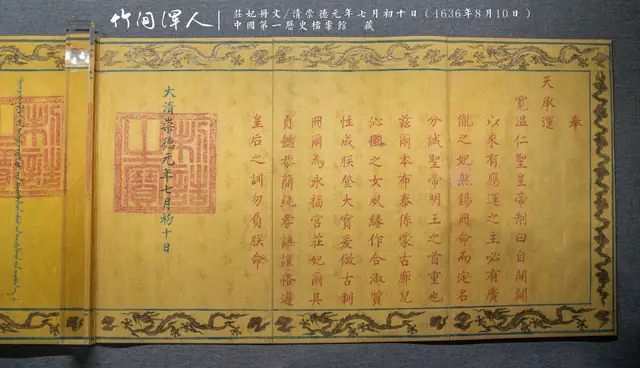 莊妃冊文/清崇德元年七月初十日(1636年8月10日)
中國第一歷史檔案館 藏
奉
天承運
寬溫仁聖皇帝制曰自開闢
以來有應運之主必有廣
儷之妃然錫冊命而定名
分誠聖帝明王之首重也
茲爾本布泰係蒙古廓兒
沁國之女夙緣作合淑質
性成朕登大寶爰倣古制
冊爾為永福宮莊妃爾其
貞懿恭簡純孝謙讓恪遵
皇后之訓勿負朕命
大清崇德元年七月初十日
制誥之寶